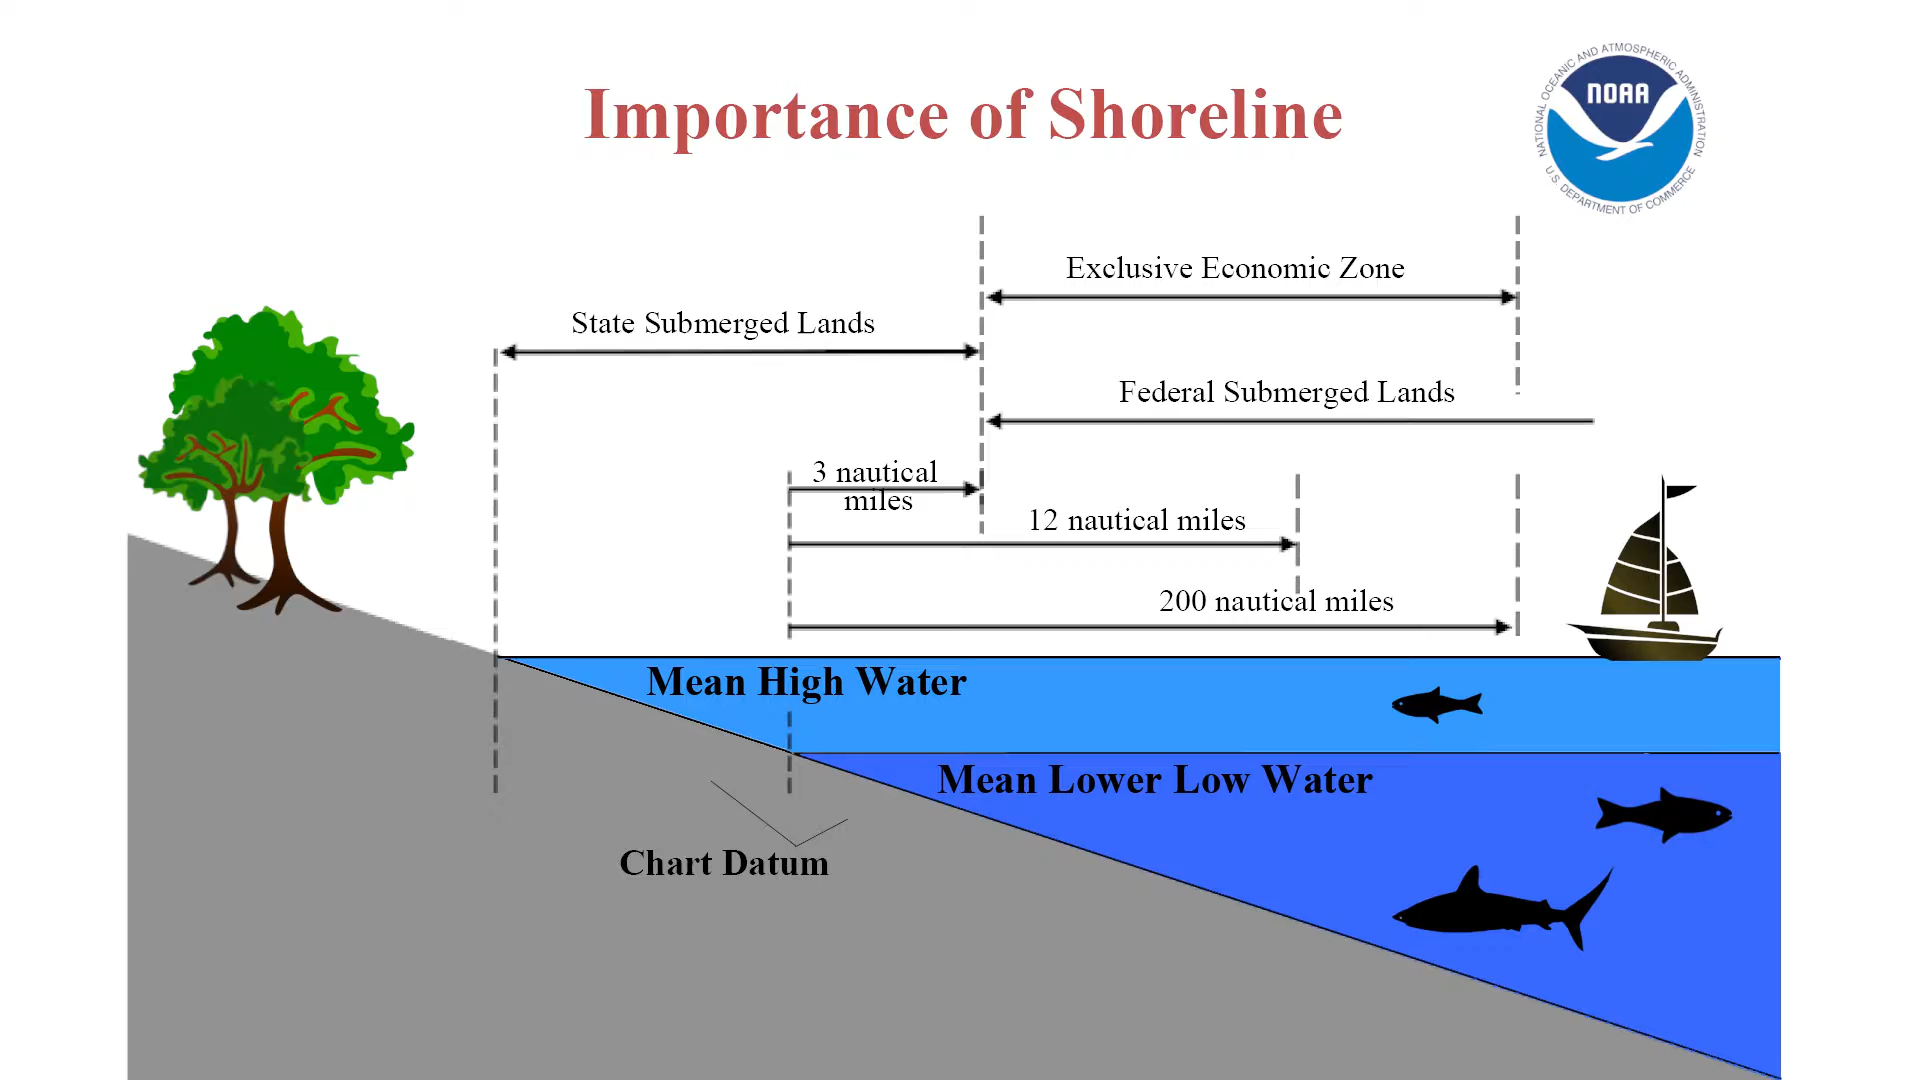 Importance of Shoreline
NATIONAL OCEANIC AND ATMOSPHERIC ADMINISTRATION
NOAA
U.S. DEPARTMENT OF COMMERCE
Exclusive Economic Zone
State Submerged Lands
Federal Submerged Lands
3 nautical
miles
12 nautical miles
200 nautical miles
Mean High Water
Mean Lower Low Water
Chart Datum